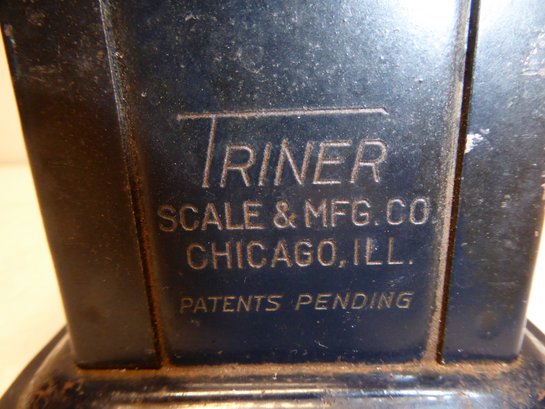 TRINER
SCALE & MFG. CO.
CHICAGO, ILL.
PATENTS PENDING